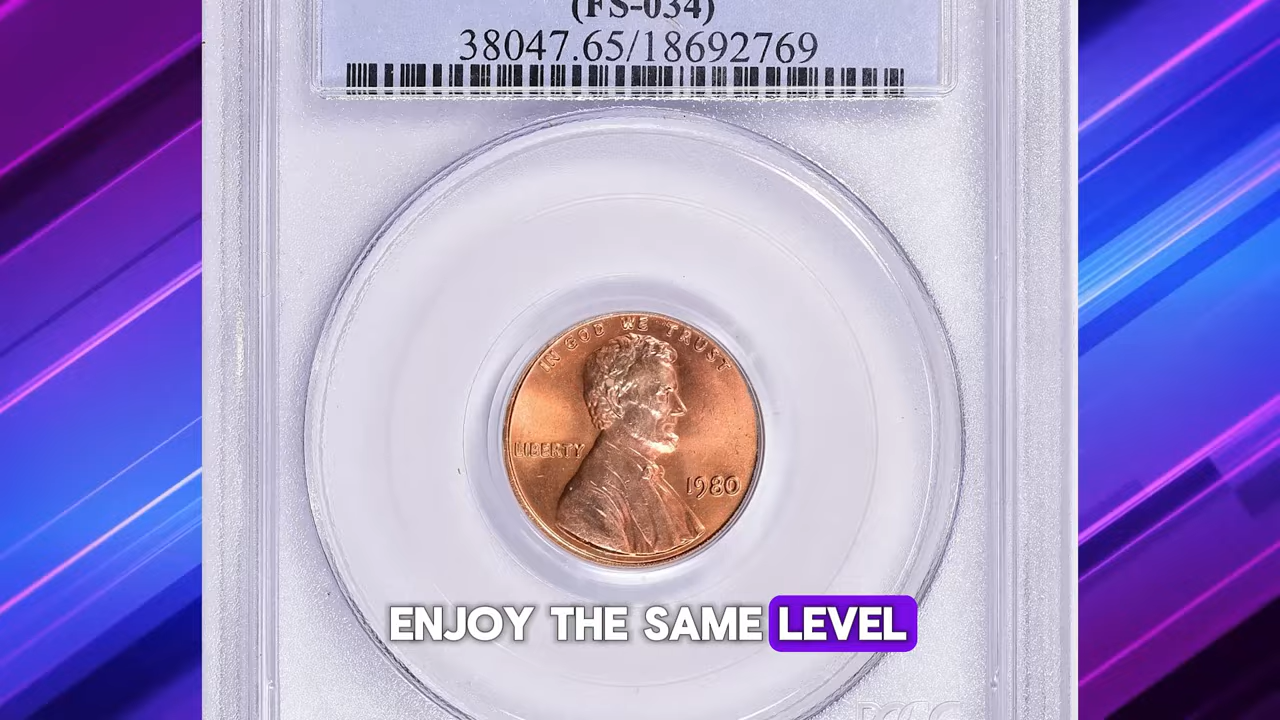 (FS-034)
38047.65/18692769
IN GOD WE TRUST
LIBERTY
1980
ENJOY THE SAME LEVEL